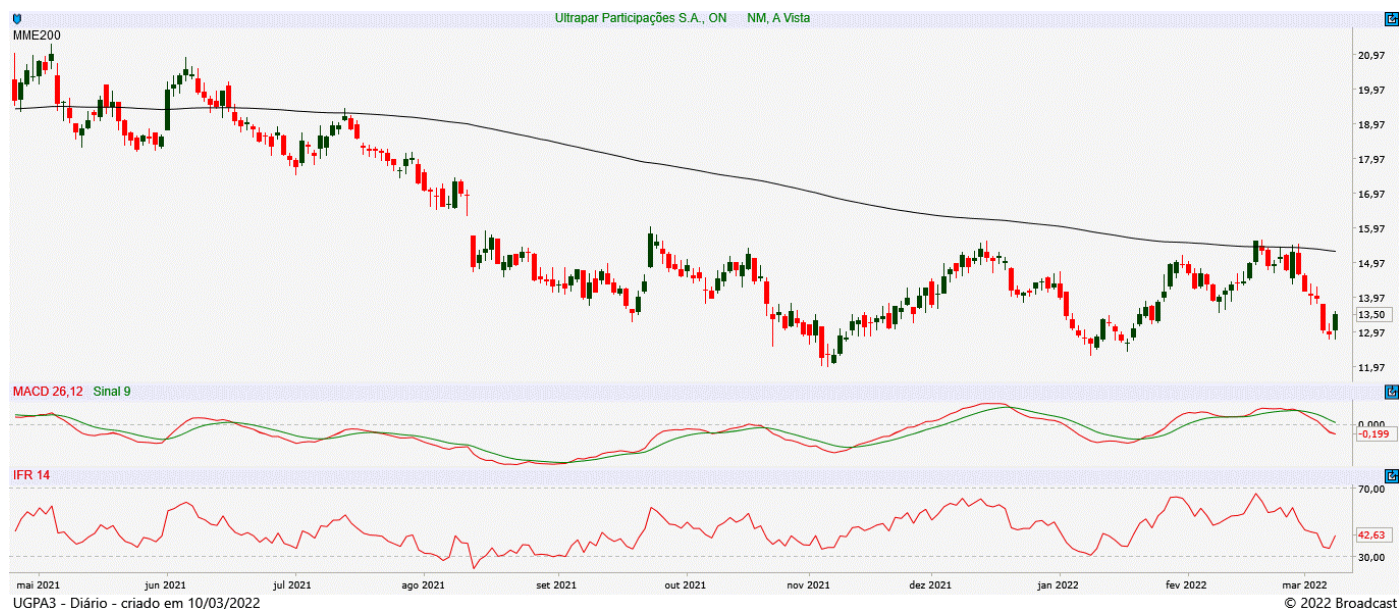 Ultrapar Participações S.A., ON NM, A Vista
MME200
20,97
19,97
18,97
17,97
16,97
15,97
14,97
13,97
13,50
12,97
11,97
MACD 26,12 Sinal 9
0,000
-0,199
IFR 14
70,00
42,63
30,00
mai 2021 jun 2021 jul 2021 ago 2021 set 2021 out 2021 nov 2021 dez 2021 jan 2022 fev 2022 mar 2022
UGPA3 - Diário - criado em 10/03/2022 © 2022 Broadcast